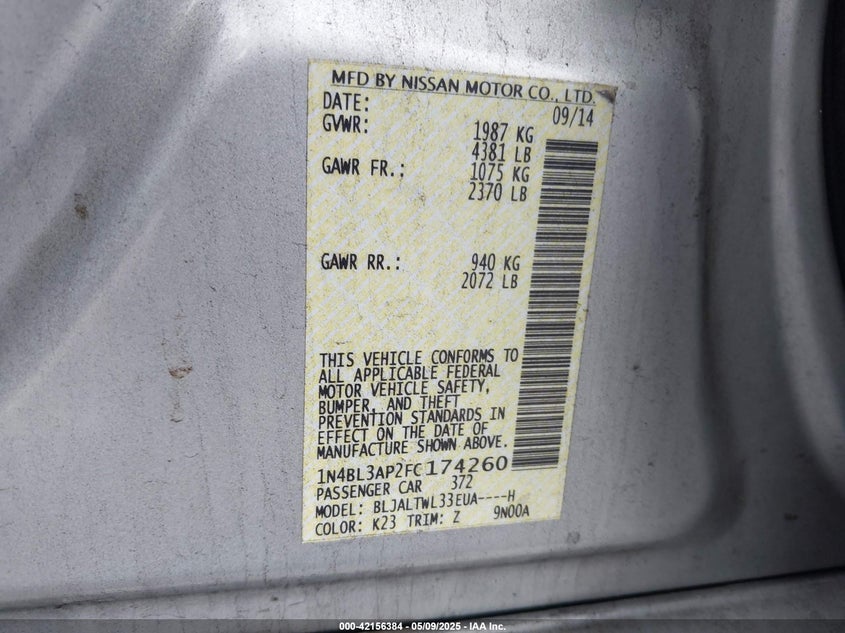 MFD BY NISSAN MOTOR CO., LTD.
DATE: 09/14
GVWR: 1987 KG
4381 LB
GAWR FR.: 1075 KG
2370 LB
GAWR RR.: 940 KG
2072 LB
THIS VEHICLE CONFORMS TO
ALL APPLICABLE FEDERAL
MOTOR VEHICLE SAFETY,
BUMPER, AND THEFT
PREVENTION STANDARDS IN
EFFECT ON THE DATE OF
MANUFACTURE SHOWN ABOVE.
1N4BL3AP2FC174260
PASSENGER CAR 372
MODEL: BLJALTWL33EUA----H
COLOR: K23 TRIM: Z 9N00A
000-42156384 | 05/09/2025 - IAA Inc.